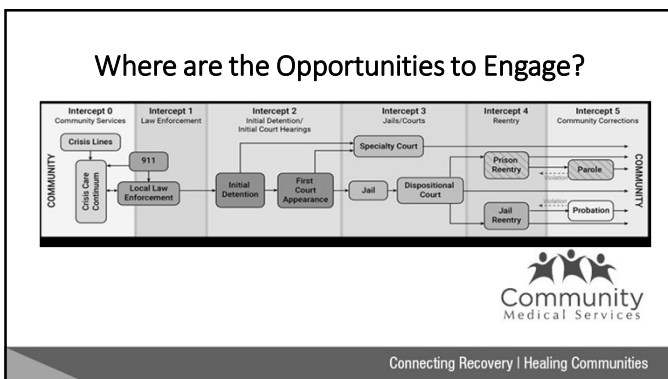 Where are the Opportunities to Engage?
Intercept 0
Community Services
Intercept 1
Law Enforcement
Intercept 2
Initial Detention/
Initial Court Hearings
Intercept 3
Jails/Courts
Intercept 4
Reentry
Intercept 5
Community Corrections
COMMUNITY
Crisis Lines
Crisis Care
Continuum
911
Local Law
Enforcement
Initial
Detention
First
Court
Appearance
Specialty Court
Jail
Dispositional
Court
Prison
Reentry
Jail
Reentry
Violation
Parole
Violation
Probation
COMMUNITY
Community
Medical Services
Connecting Recovery | Healing Communities